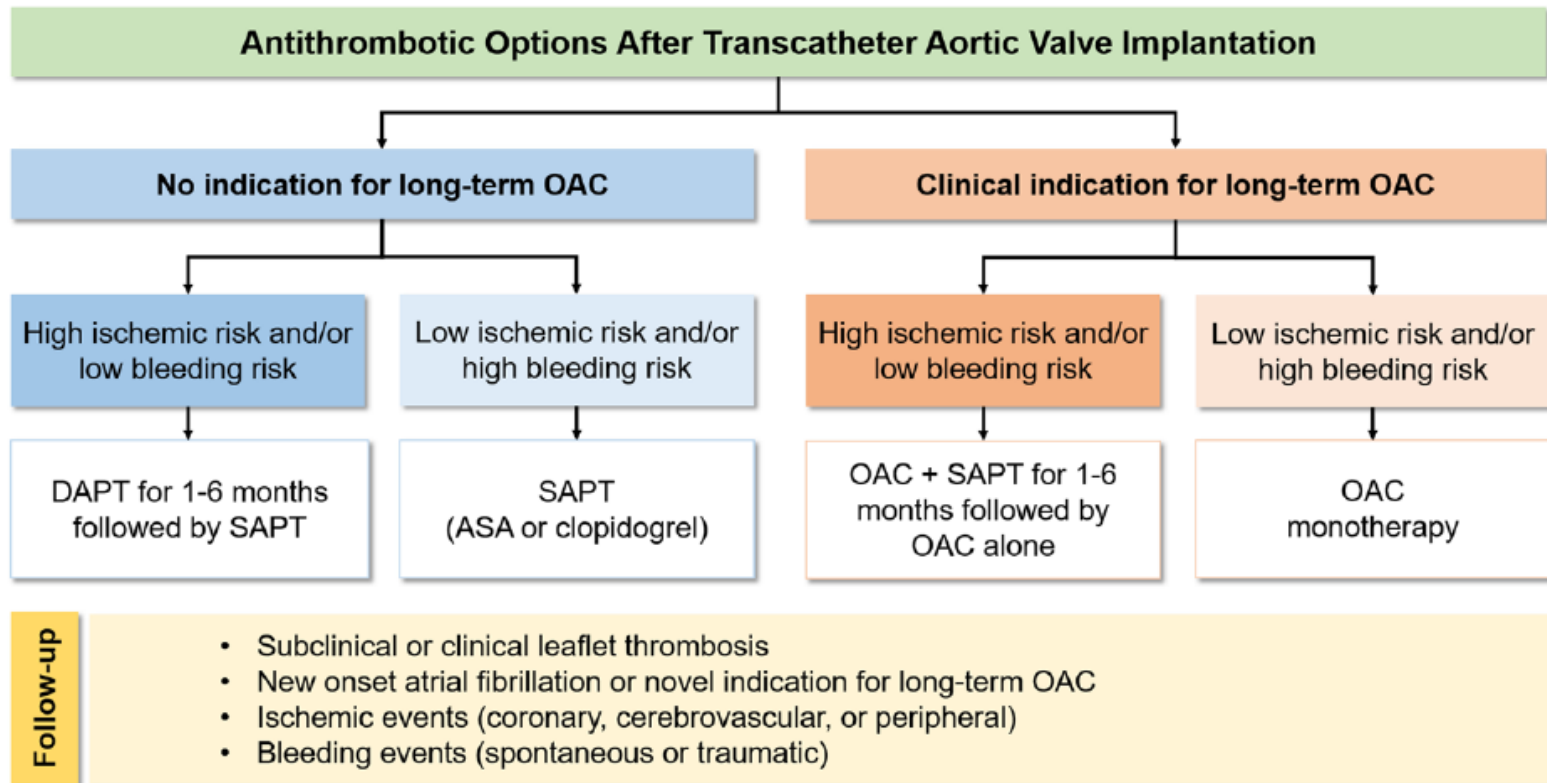 Antithrombotic Options After Transcatheter Aortic Valve Implantation
No indication for long-term OAC
Clinical indication for long-term OAC
High ischemic risk and/or
low bleeding risk
Low ischemic risk and/or
high bleeding risk
High ischemic risk and/or
low bleeding risk
Low ischemic risk and/or
high bleeding risk
DAPT for 1-6 months
followed by SAPT
SAPT
(ASA or clopidogrel)
OAC + SAPT for 1-6
months followed by
OAC alone
OAC
monotherapy
Follow-up
• Subclinical or clinical leaflet thrombosis
• New onset atrial fibrillation or novel indication for long-term OAC
• Ischemic events (coronary, cerebrovascular, or peripheral)
• Bleeding events (spontaneous or traumatic)